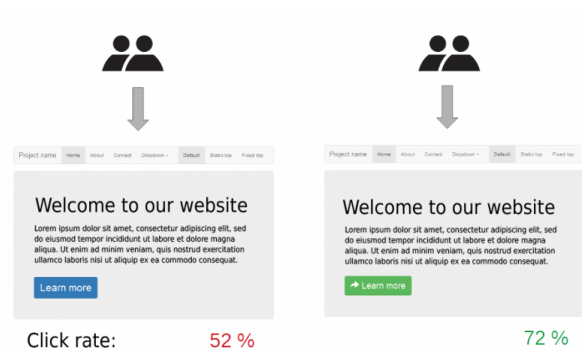 Project name Home About Contact Dropdown Default Static top Fixed top
Welcome to our website
Lorem ipsum dolor sit amet, consectetur adipiscing elit, sed
do eiusmod tempor incididunt ut labore et dolore magna
aliqua. Ut enim ad minim veniam, quis nostrud exercitation
ullamco laboris nisi ut aliquip ex ea commodo consequat.
Learn more
Click rate: 52 %
Project name Home About Contact Dropdown Default Static top Fixed top
Welcome to our website
Lorem ipsum dolor sit amet, consectetur adipiscing elit, sed
do eiusmod tempor incididunt ut labore et dolore magna
aliqua. Ut enim ad minim veniam, quis nostrud exercitation
ullamco laboris nisi ut aliquip ex ea commodo consequat.
Learn more
72 %